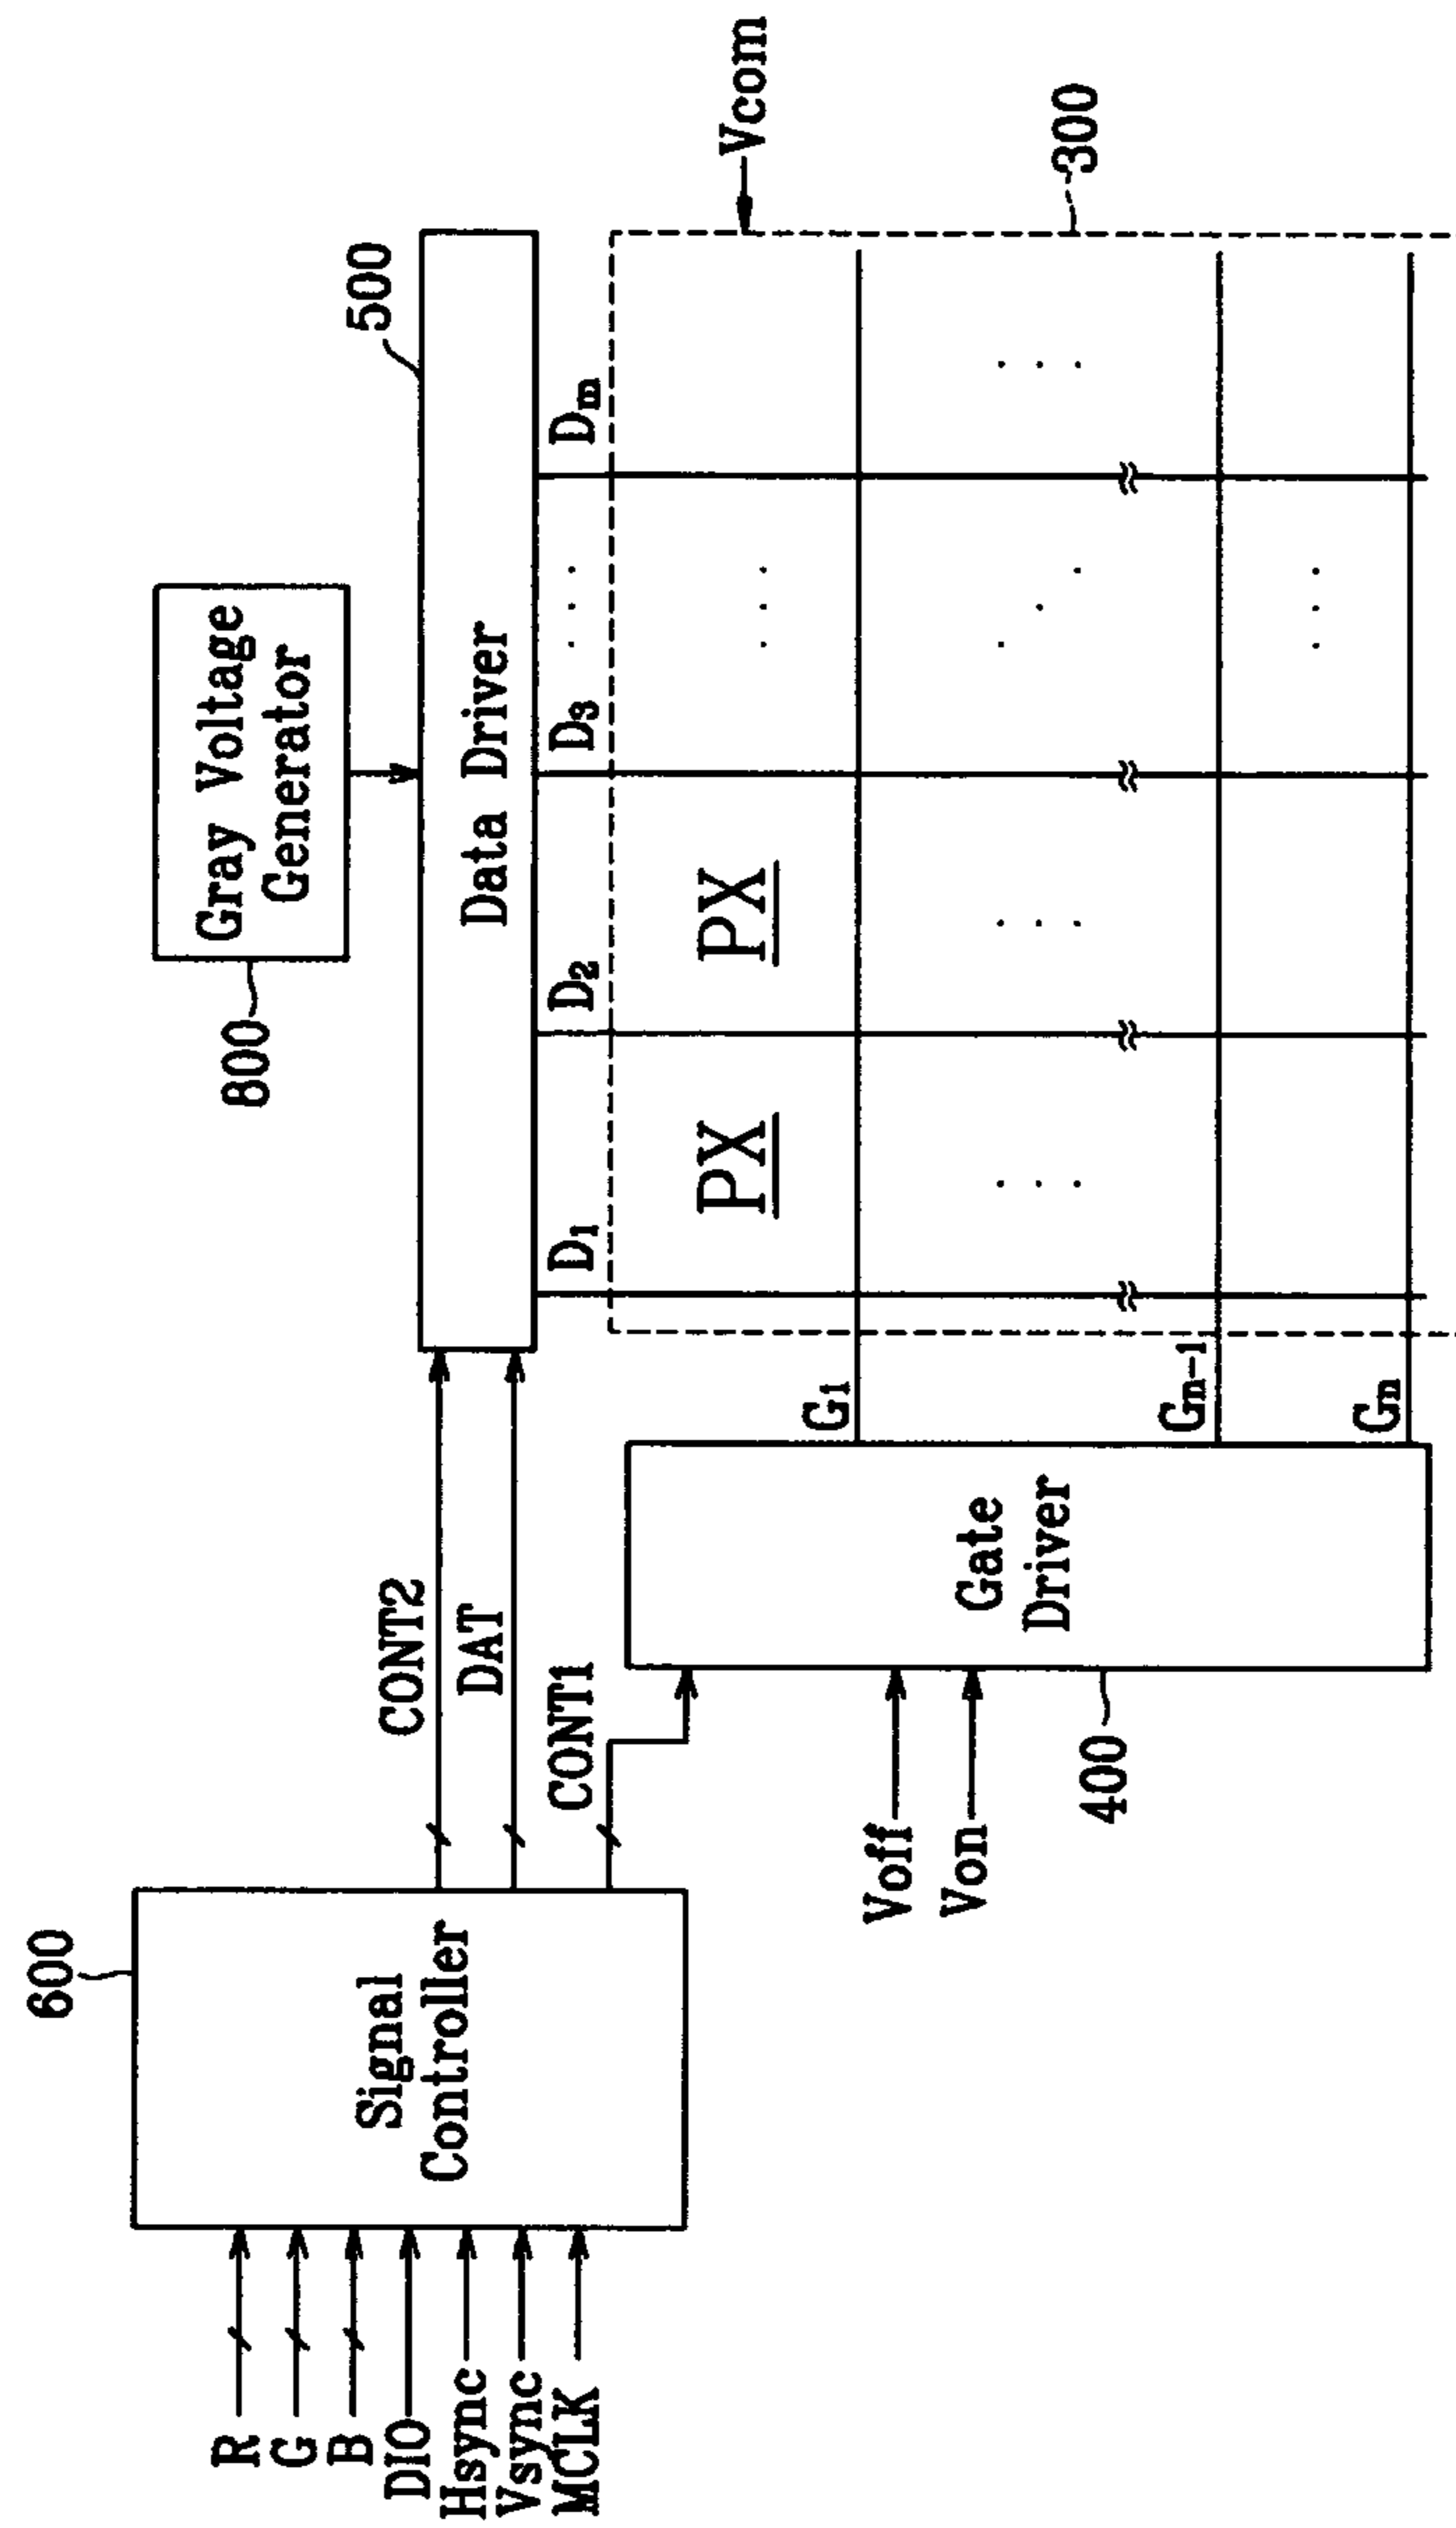 600
R
G
B
DIO
Hsync
Vsync
MCLK
Signal
Controller
CONT2
DAT
CONT1
800
Gray Voltage
Generator
500
Data Driver
D1
D2
D3
Dm
Vcom
300
PX
PX
G1
Gn-1
Gn
Gate
Driver
Voff
Von
400